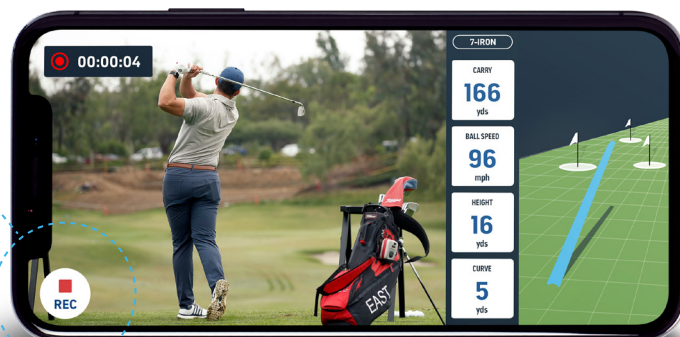 00:00:04
REC
EAST
7-IRON
CARRY
166
yds
BALL SPEED
96
mph
HEIGHT
16
yds
CURVE
5
yds